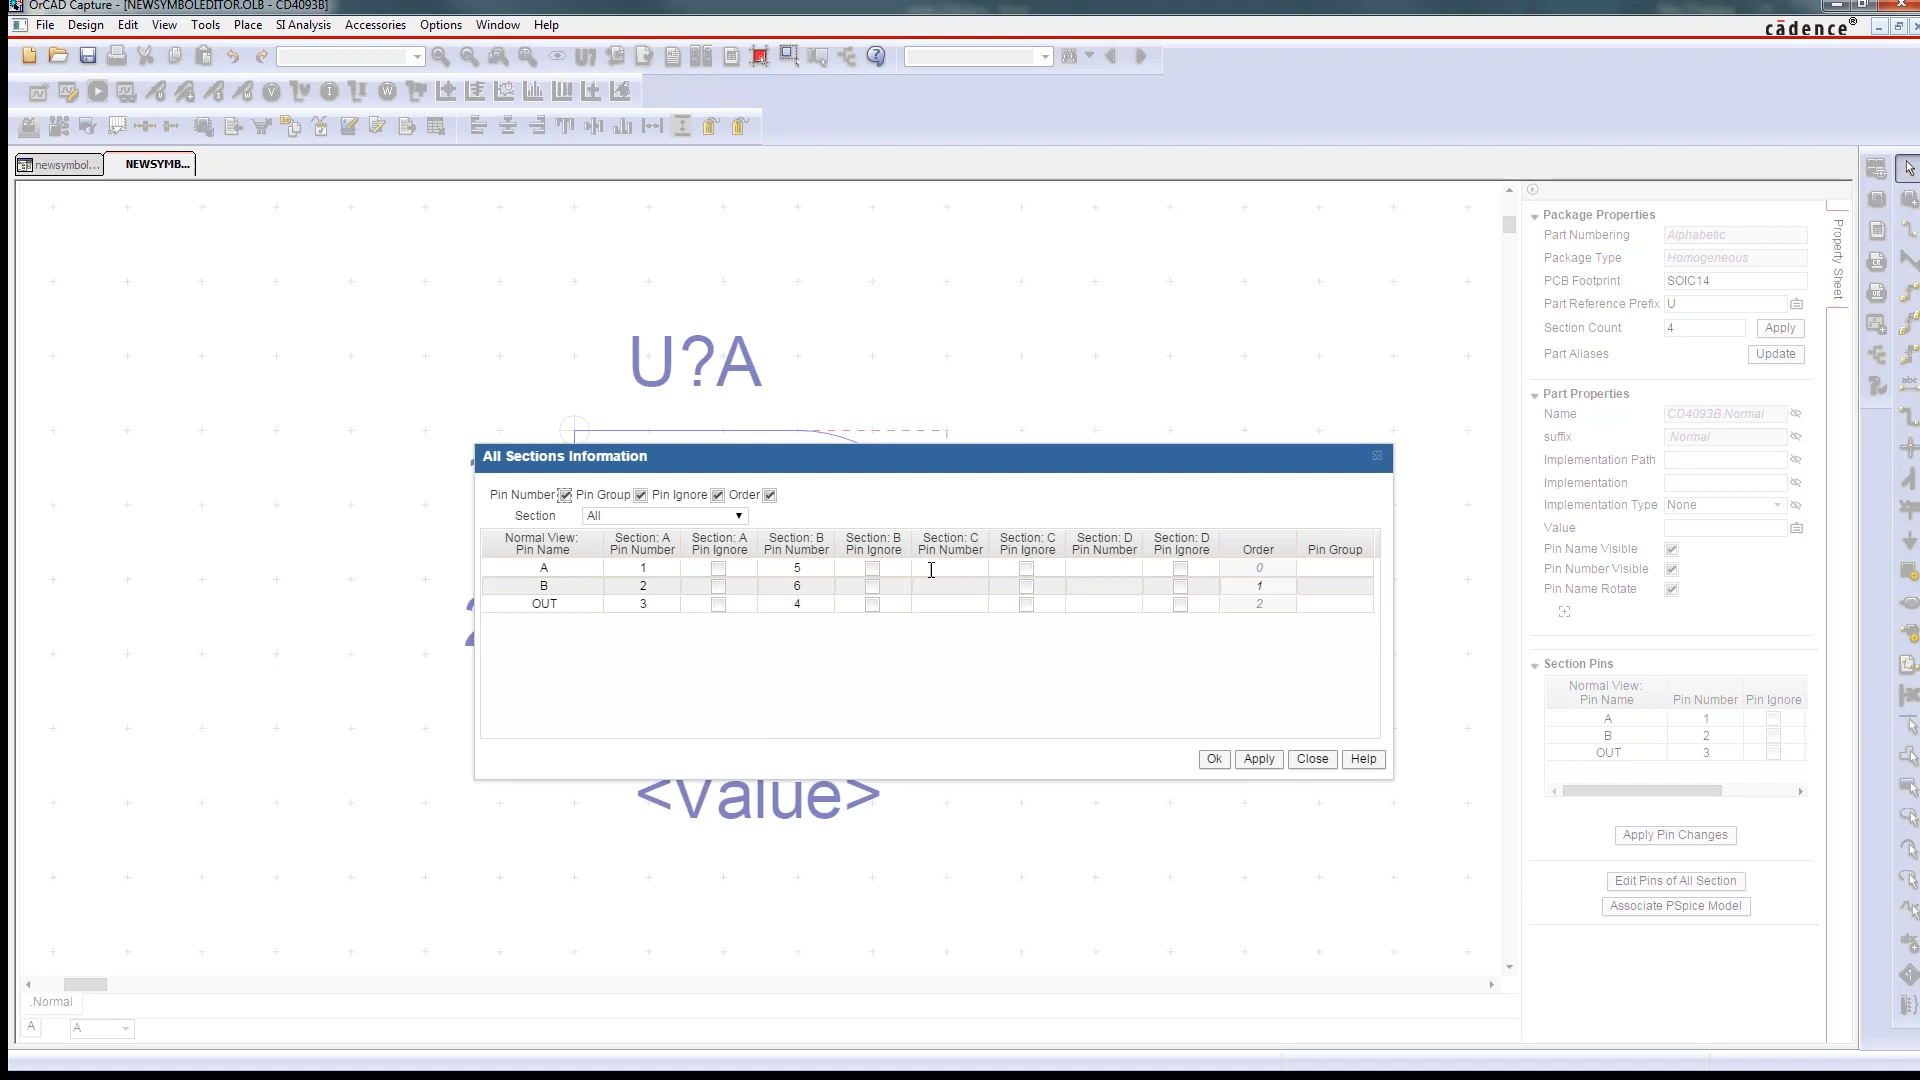 OrCAD Capture - [NEWSYMBOLEDITOR.OLB - CD4093B]
File Design Edit View Tools Place SI Analysis Accessories Options Window Help
cādence®
newsymbol... NEWSYMB...
U?A
<Value>
All Sections Information
Pin Number Pin Group Pin Ignore Order
Section All
Normal View: Section: A Section: A Section: B Section: B Section: C Section: C Section: D Section: D
Pin Name Pin Number Pin Ignore Pin Number Pin Ignore Pin Number Pin Ignore Pin Number Pin Ignore Order Pin Group
A 1 5 0
B 2 6 1
OUT 3 4 2
Ok Apply Close Help
Property Sheet
Package Properties
Part Numbering Alphabetic
Package Type Homogeneous
PCB Footprint SOIC14
Part Reference Prefix U
Section Count 4 Apply
Part Aliases Update
Part Properties
Name CD4093B.Normal
suffix .Normal
Implementation Path
Implementation
Implementation Type None
Value
Pin Name Visible
Pin Number Visible
Pin Name Rotate
Section Pins
Normal View:
Pin Name Pin Number Pin Ignore
A 1
B 2
OUT 3
Apply Pin Changes
Edit Pins of All Section
Associate PSpice Model
.Normal
A A